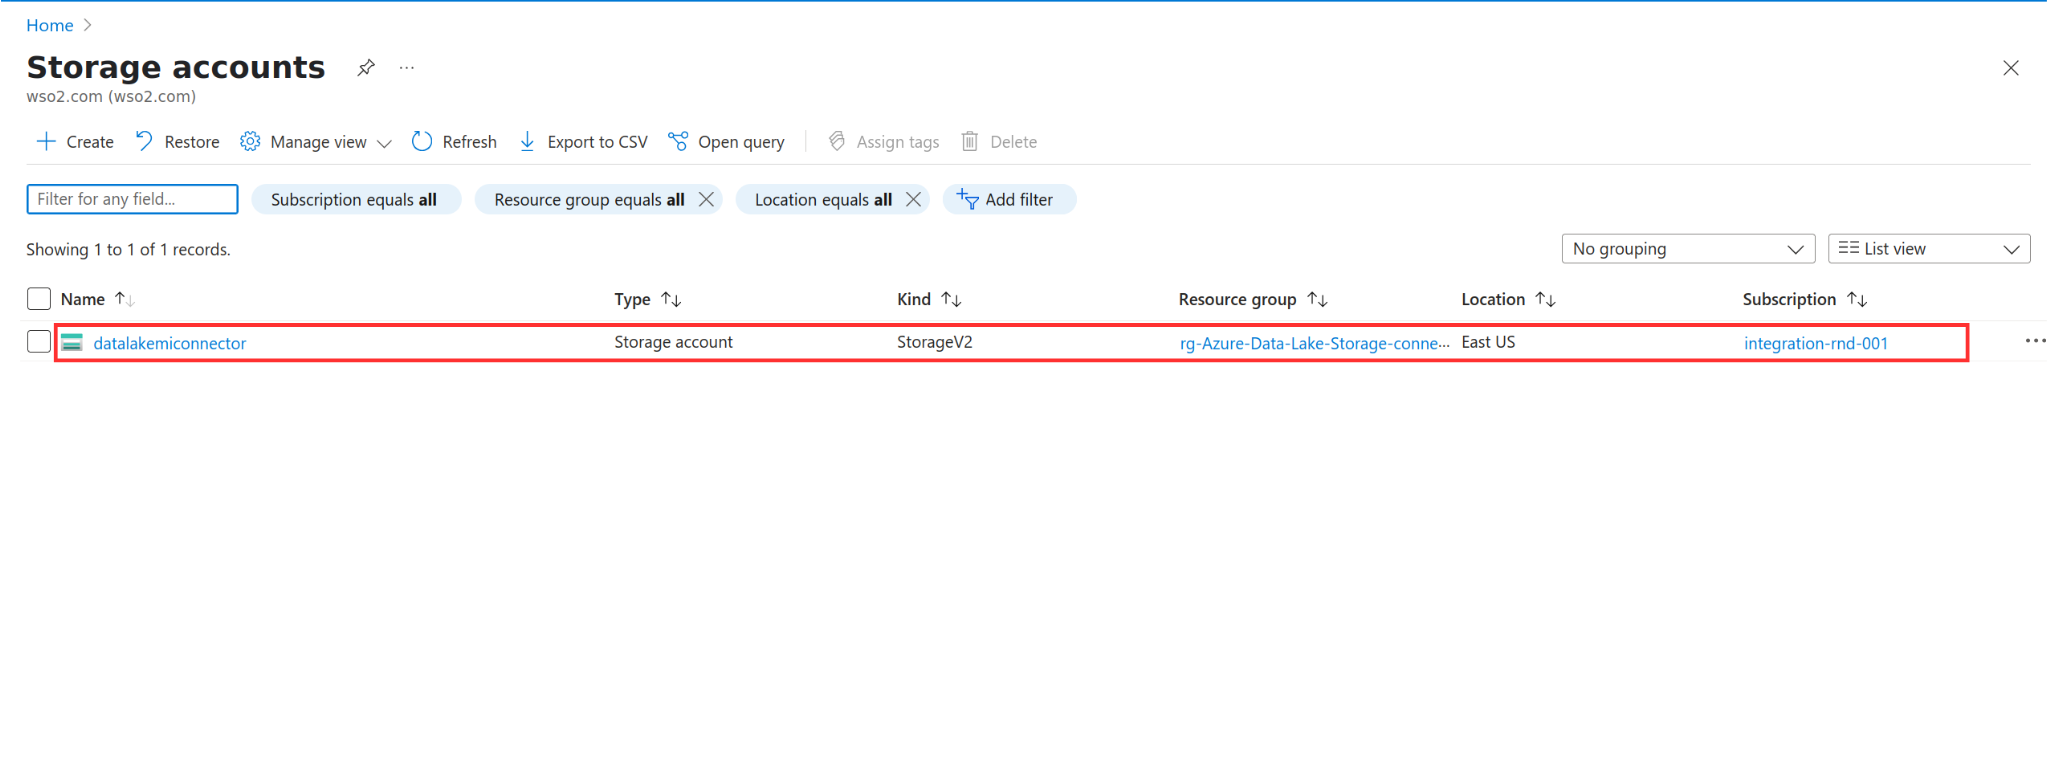 Home
Storage accounts ...
wso2.com (wso2.com)
Create Restore Manage view Refresh Export to CSV Open query Assign tags Delete
Filter for any field... Subscription equals all Resource group equals all Location equals all Add filter
Showing 1 to 1 of 1 records. No grouping List view
Name Type Kind Resource group Location Subscription
datalakemiconnector Storage account StorageV2 rg-Azure-Data-Lake-Storage-conne... East US integration-rnd-001 ...